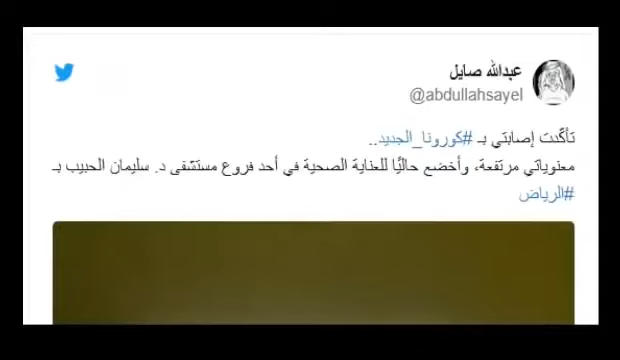 عبدالله صايل
@abdullahsayel
تأكّدت إصابتي بـ #كورونا_الجديد..
معنوياتي مرتفعة، وأخضع حاليًّا للعناية الصحية في أحد فروع مستشفى د. سليمان الحبيب بـ
#الرياض